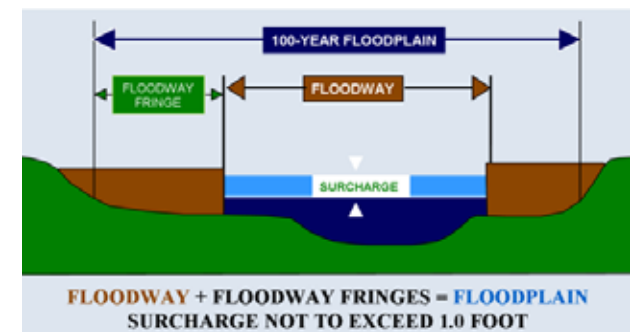 100-YEAR FLOODPLAIN
FLOODWAY
FRINGE
FLOODWAY
SURCHARGE
FLOODWAY + FLOODWAY FRINGES = FLOODPLAIN
SURCHARGE NOT TO EXCEED 1.0 FOOT